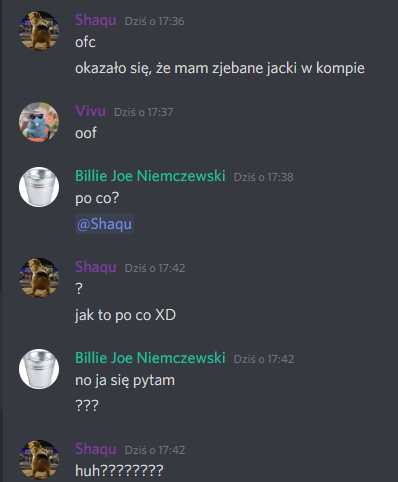 Shaqu Dziś o 17:36
ofc
okazało się, że mam zjebane jacki w kompie
Vivu Dziś o 17:37
oof
Billie Joe Niemczewski Dziś o 17:38
po co?
@Shaqu
Shaqu Dziś o 17:42
?
jak to po co XD
Billie Joe Niemczewski Dziś o 17:42
no ja się pytam
???
Shaqu Dziś o 17:42
huh????????